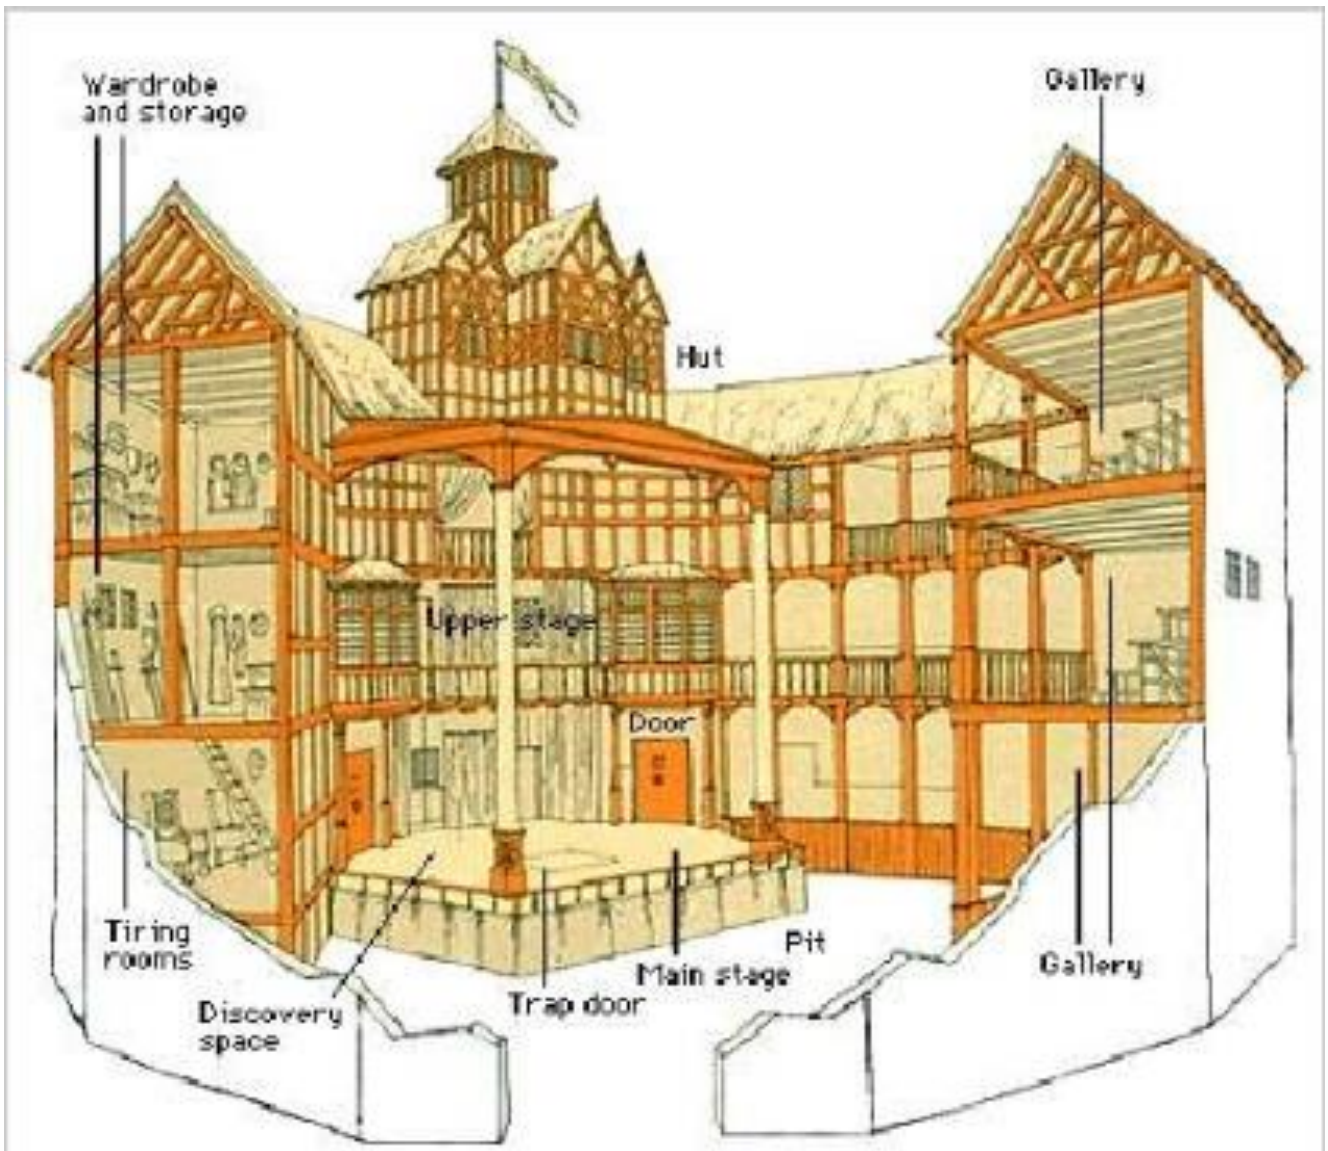 Wardrobe
and storage
Gallery
Hut
Upper stage
Door
Tiring
rooms
Pit
Main stage
Gallery
Discovery
space
Trap door